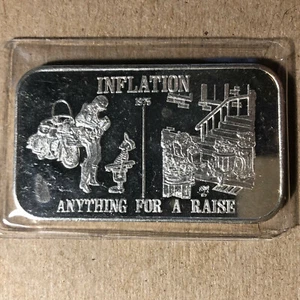 INFLATION
1975
ANYTHING FOR A RAISE